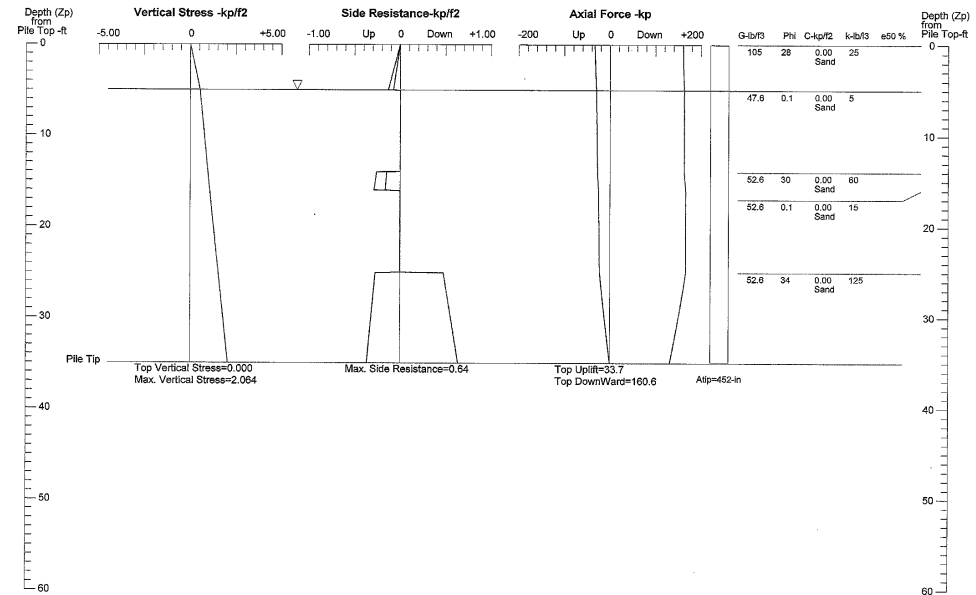 Depth (Zp)
from
Pile Top -ft
Vertical Stress -kp/f2
Side Resistance-kp/f2
Axial Force -kp
Depth (Zp)
from
Pile Top-ft
-5.00 0 +5.00
-1.00 Up 0 Down +1.00
-200 Up 0 Down +200
G-lb/f3 Phi C-kp/f2 k-lb/l3 e50 %
0
0
105 28 0.00 25
Sand
47.6 0.1 0.00 5
Sand
10
10
52.6 30 0.00 60
Sand
52.6 0.1 0.00 15
Sand
20
20
52.6 34 0.00 125
Sand
30
30
Pile Tip
Top Vertical Stress=0.000
Max. Vertical Stress=2.064
Max. Side Resistance=0.64
Top Uplift=33.7
Top DownWard=160.6
Atip=452-in
40
40
50
50
60
60